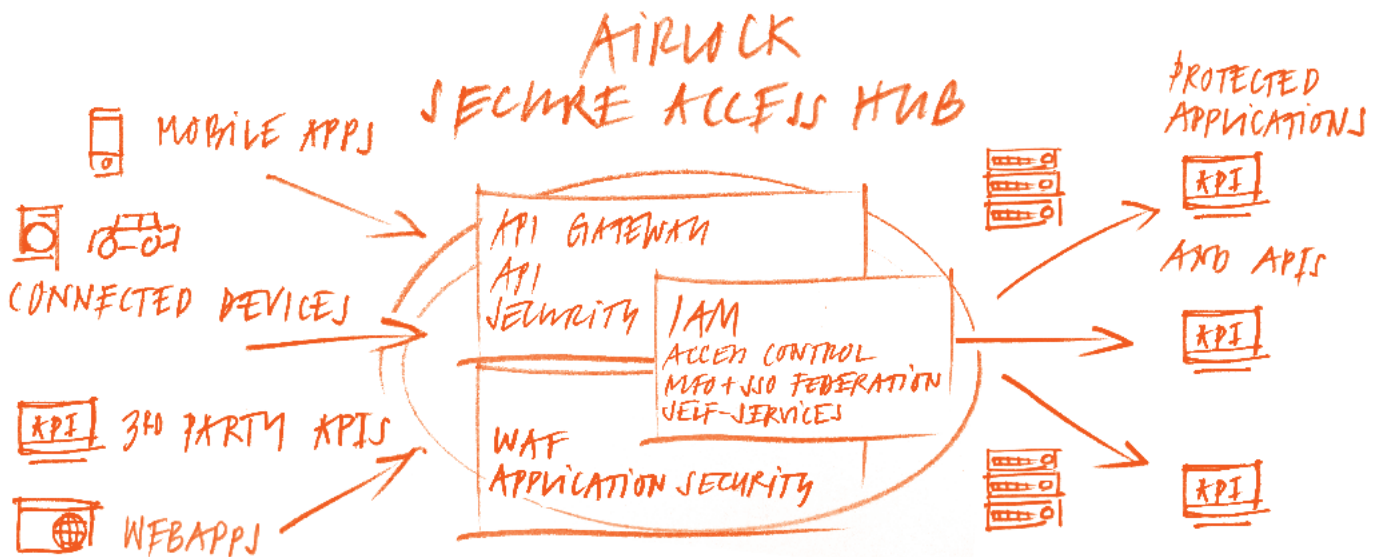 AIRLOCK
SECURE ACCESS HUB
MOBILE APPS
CONNECTED DEVICES
API
3RD PARTY APIS
WEBAPPS
API GATEWAY
API
SECURITY
IAM
ACCESS CONTROL
MFO+SSO FEDERATION
SELF-SERVICES
WAF
APPLICATION SECURITY
PROTECTED
APPLICATIONS
API
AND APIS
API
API